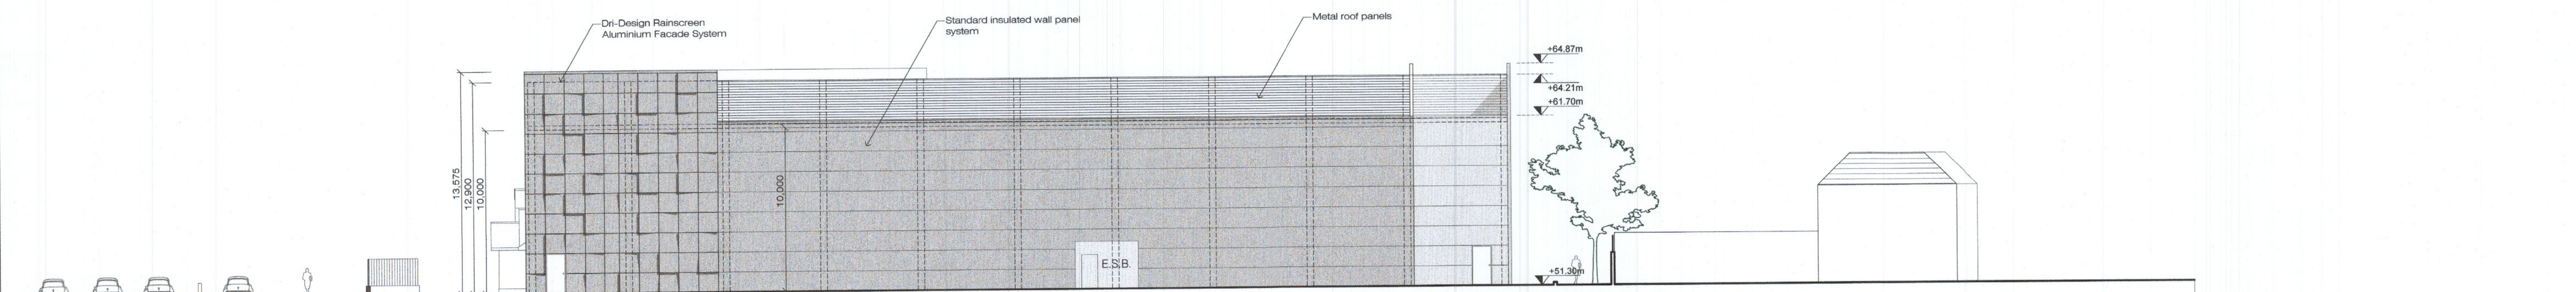 Dri-Design Rainscreen
Aluminium Facade System
Standard insulated wall panel
system
Metal roof panels
+64.87m
+64.21m
+61.70m
13,575
12,900
10,000
10,000
E.S.B.
+51.30m